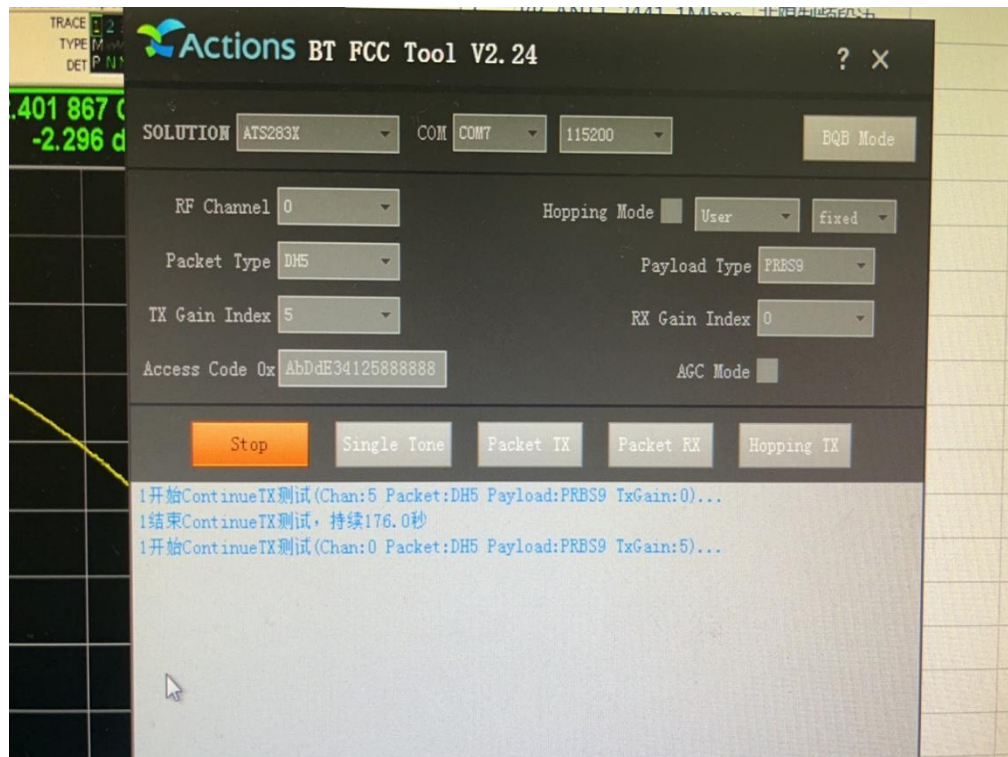 TRACE 1 2
TYPE M
DET P N
.401 867
-2.296 d
Actions BT FCC Tool V2.24
? ×
SOLUTION ATS283X COM COM7 115200 BQB Mode
RF Channel 0 Hopping Mode User fixed
Packet Type DH5 Payload Type PRBS9
TX Gain Index 5 RX Gain Index 0
Access Code 0x AbDdE34125888888 AGC Mode
Stop Single Tone Packet TX Packet RX Hopping TX
1开始ContinueTX测试(Chan:5 Packet:DH5 Payload:PRBS9 TxGain:0)...
1结束ContinueTX测试，持续176.0秒
1开始ContinueTX测试(Chan:0 Packet:DH5 Payload:PRBS9 TxGain:5)...